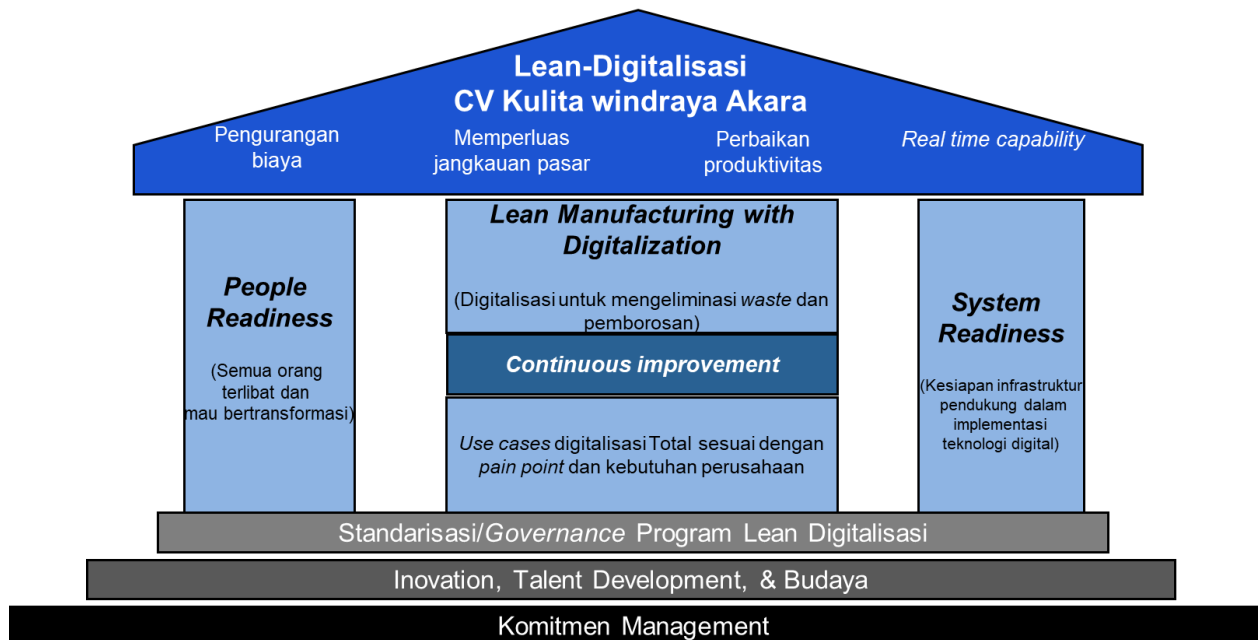 Lean-Digitalisasi
CV Kulita windraya Akara
Pengurangan
biaya
Memperluas
jangkauan pasar
Perbaikan
produktivitas
Real time capability
People
Readiness
(Semua orang
terlibat dan
mau bertransformasi)
Lean Manufacturing with
Digitalization
(Digitalisasi untuk mengeliminasi waste dan
pemborosan)
Continuous improvement
Use cases digitalisasi Total sesuai dengan
pain point dan kebutuhan perusahaan
System
Readiness
(Kesiapan infrastruktur
pendukung dalam
implementasi
teknologi digital)
Standarisasi/Governance Program Lean Digitalisasi
Inovation, Talent Development, & Budaya
Komitmen Management